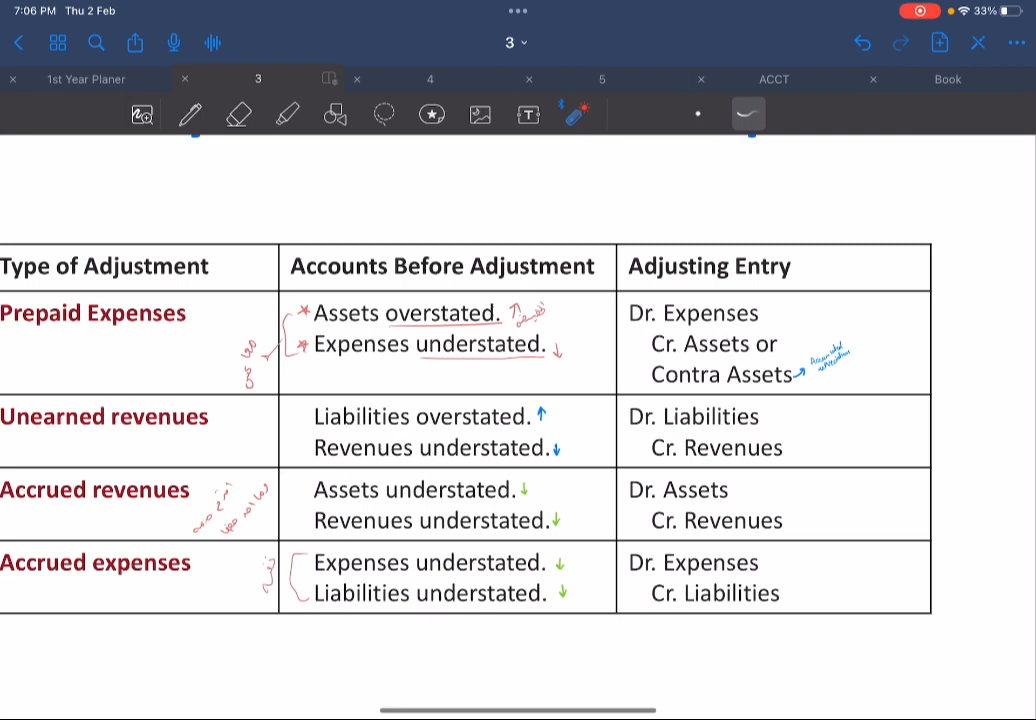 7:06 PM Thu 2 Feb
33%
3
1st Year Planer
3
4
5
ACCT
Book
T
Type of Adjustment
Accounts Before Adjustment
Adjusting Entry
Prepaid Expenses
* Assets overstated.
* Expenses understated.
Dr. Expenses
Cr. Assets or
Contra Assets
Unearned revenues
Liabilities overstated.
Revenues understated.
Dr. Liabilities
Cr. Revenues
Accrued revenues
Assets understated.
Revenues understated.
Dr. Assets
Cr. Revenues
Accrued expenses
Expenses understated.
Liabilities understated.
Dr. Expenses
Cr. Liabilities